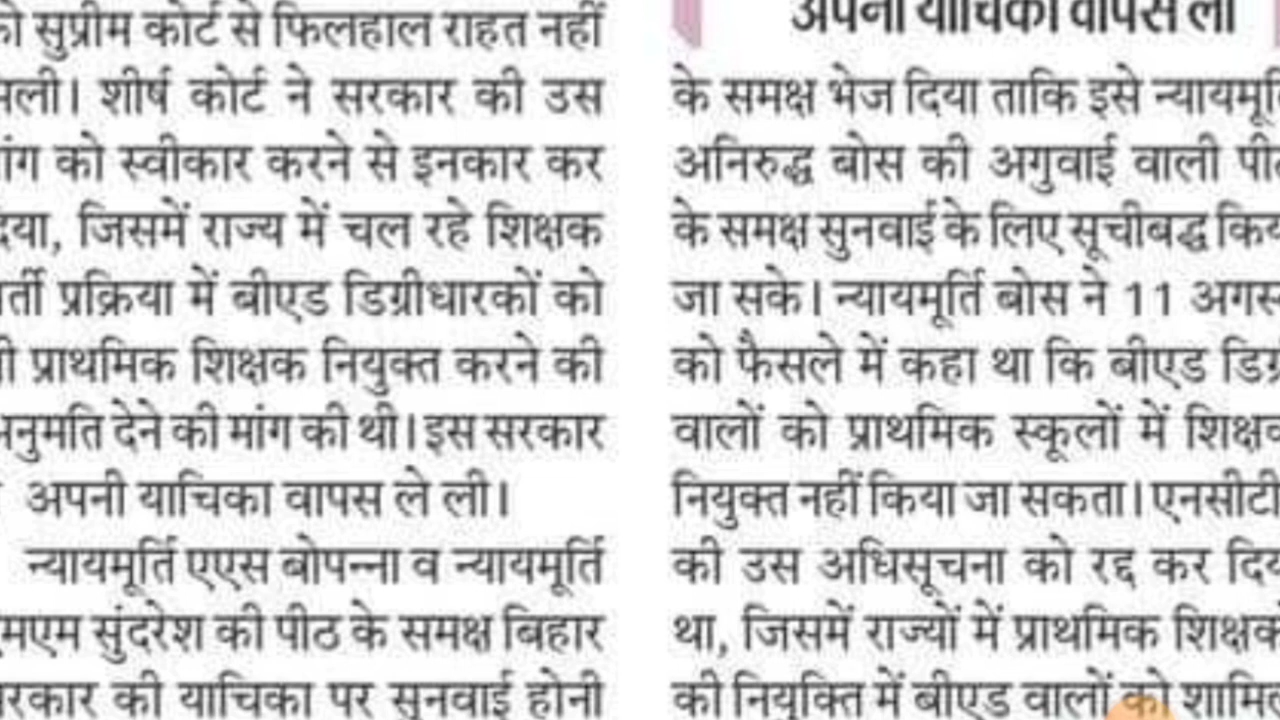 को सुप्रीम कोर्ट से फिलहाल राहत नहीं
मिली। शीर्ष कोर्ट ने सरकार की उस
मांग को स्वीकार करने से इनकार कर
दिया, जिसमें राज्य में चल रहे शिक्षक
भर्ती प्रक्रिया में बीएड डिग्रीधारकों को
प्राथमिक शिक्षक नियुक्त करने की
अनुमति देने की मांग की थी। इस सरकार
अपनी याचिका वापस ले ली।
न्यायमूर्ति एएस बोपन्ना व न्यायमूर्ति
एमएम सुंदरेश की पीठ के समक्ष बिहार
सरकार की याचिका पर सुनवाई होनी
अपनी याचिका वापस ली
के समक्ष भेज दिया ताकि इसे न्यायमूर्ति
अनिरुद्ध बोस की अगुवाई वाली पीठ
के समक्ष सुनवाई के लिए सूचीबद्ध किय
जा सके। न्यायमूर्ति बोस ने 11 अगस
को फैसले में कहा था कि बीएड डिग्री
वालों को प्राथमिक स्कूलों में शिक्षक
नियुक्त नहीं किया जा सकता। एनसीटी
की उस अधिसूचना को रद्द कर दिय
था, जिसमें राज्यों में प्राथमिक शिक्षक
की नियुक्ति में बीएड वालों को शामिल